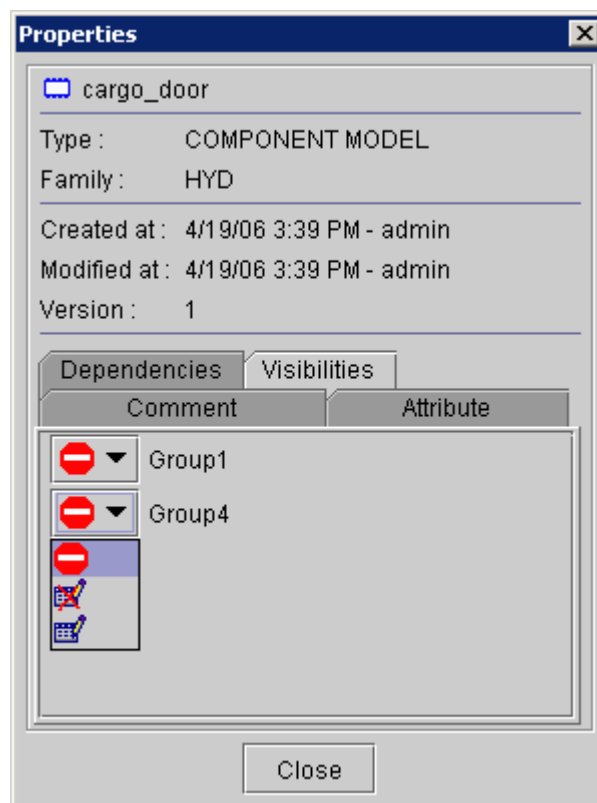 Properties
cargo_door
Type : COMPONENT MODEL
Family : HYD
Created at : 4/19/06 3:39 PM - admin
Modified at : 4/19/06 3:39 PM - admin
Version : 1
Dependencies Visibilities
Comment Attribute
Group1
Group4
Close